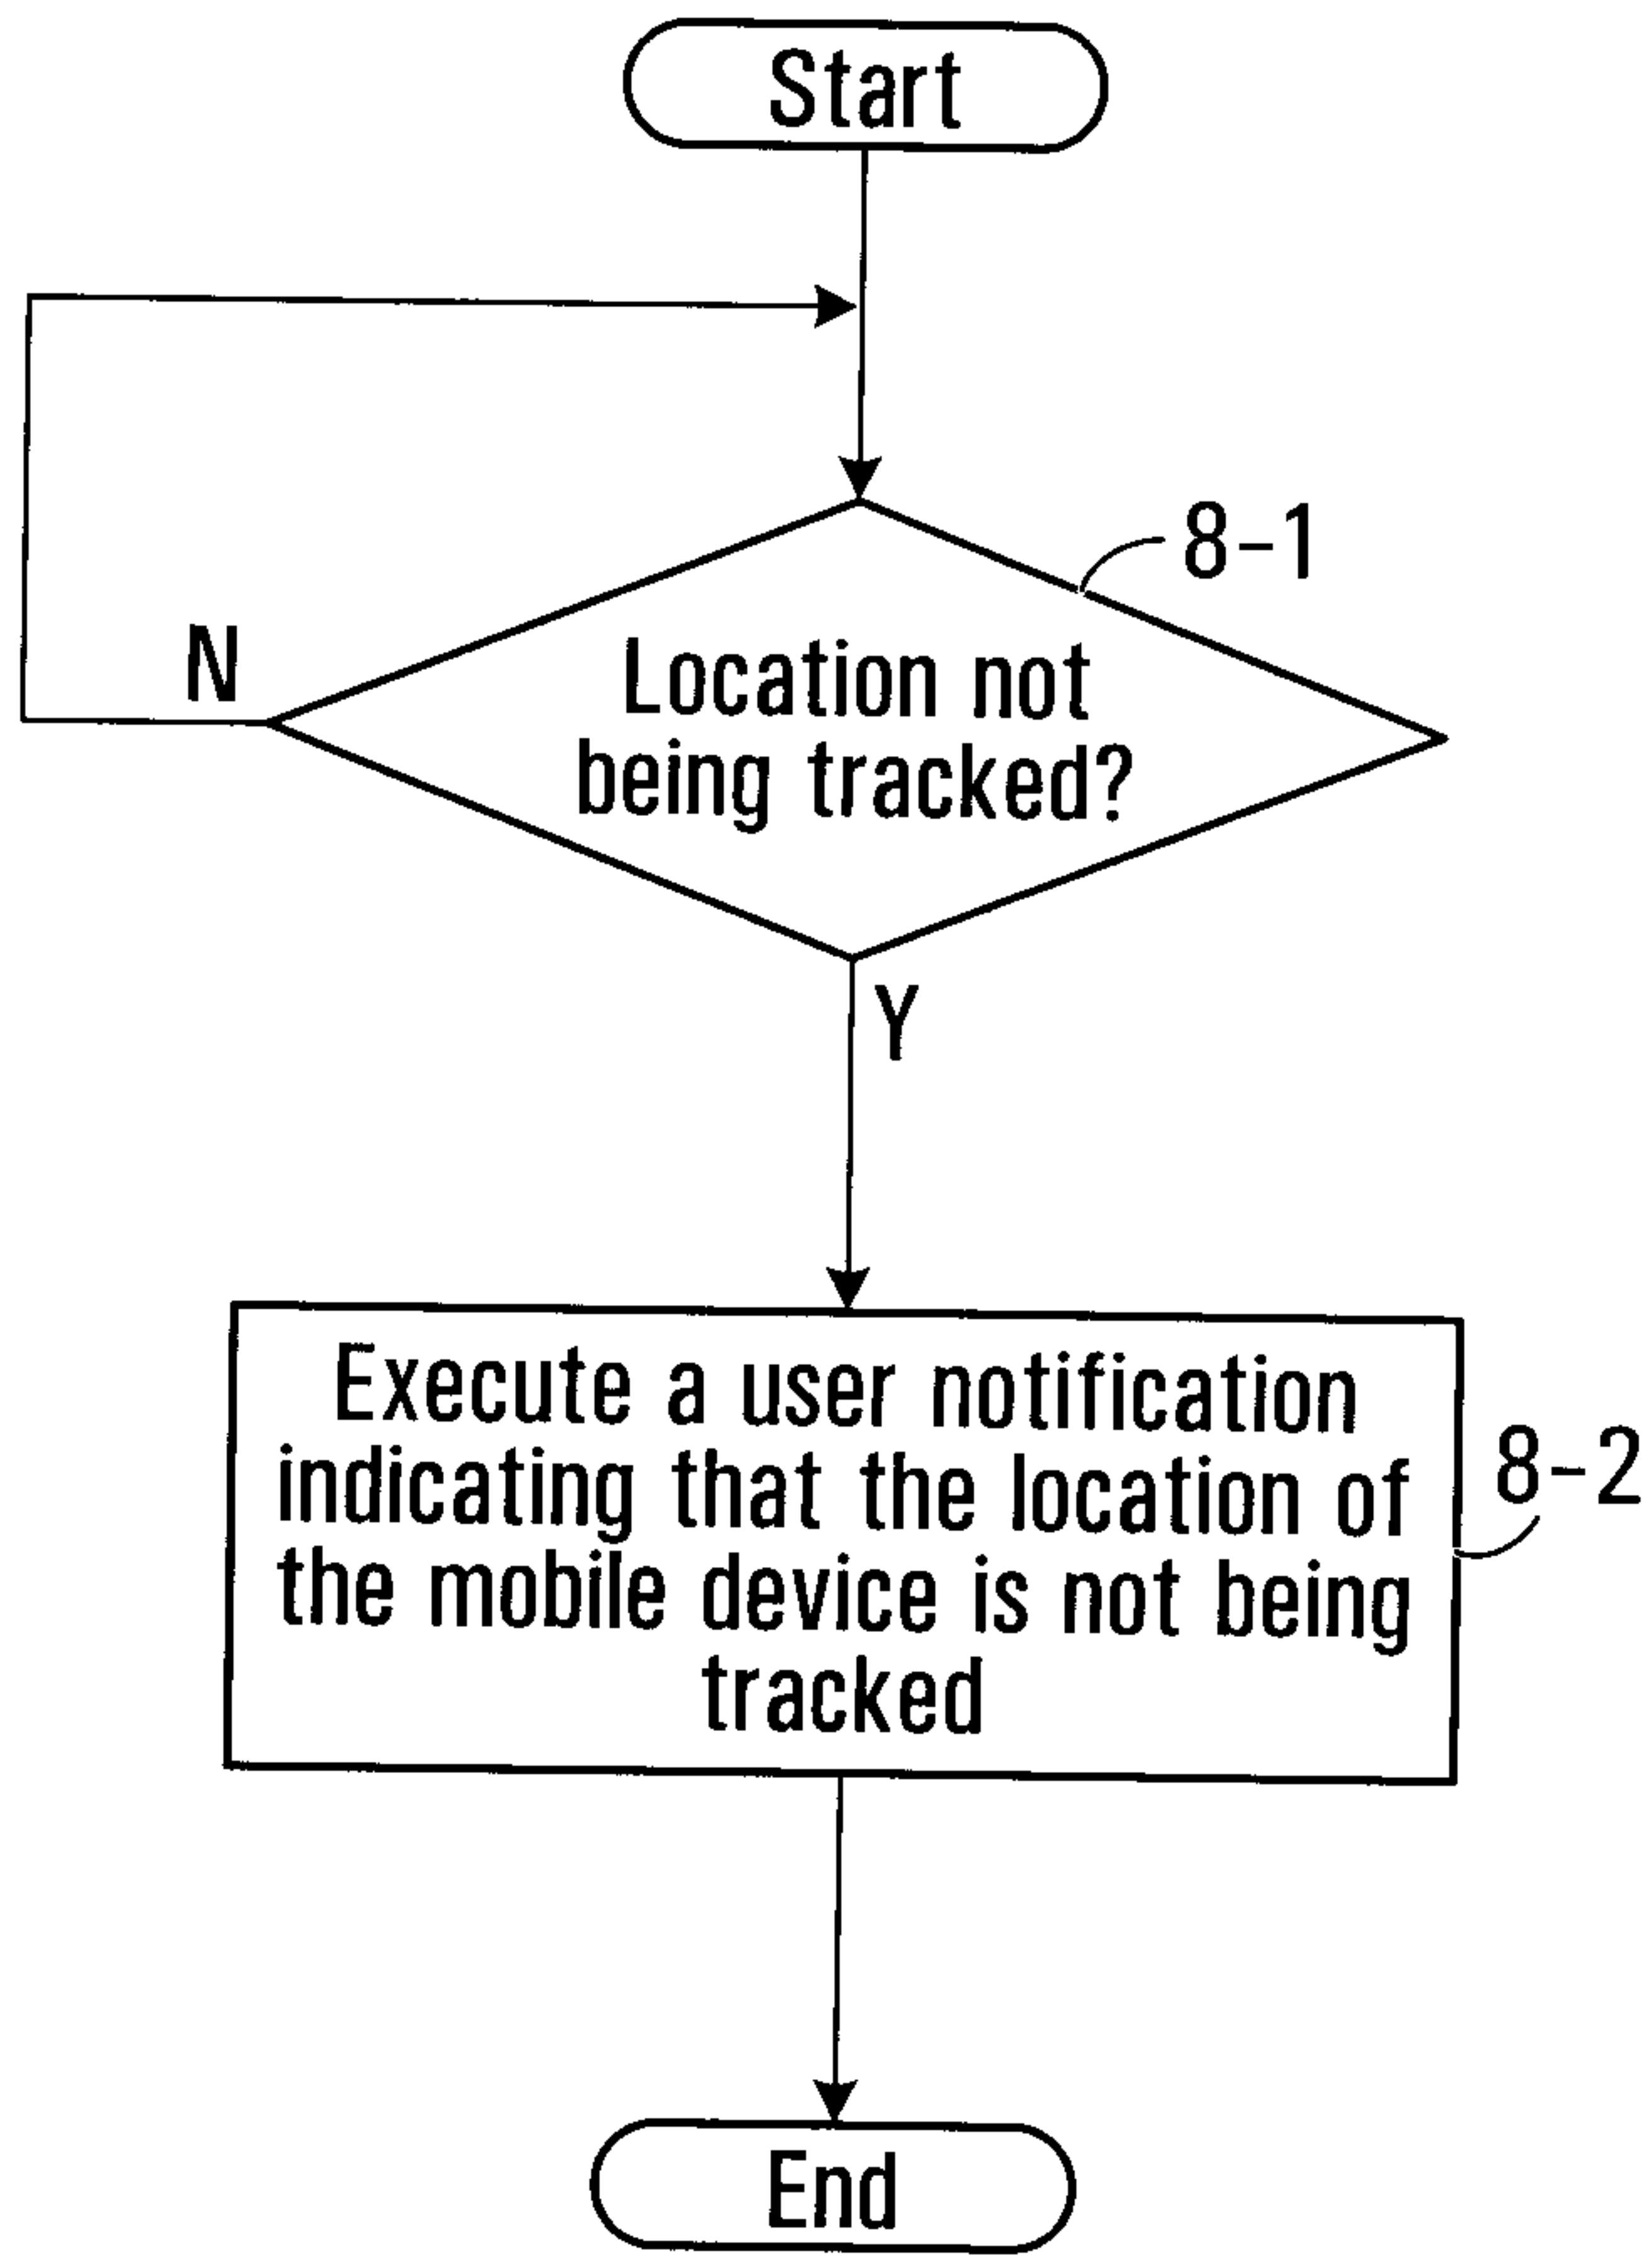 Start
8-1
N
Location not
being tracked?
Y
Execute a user notification
indicating that the location of
the mobile device is not being
tracked
8-2
End